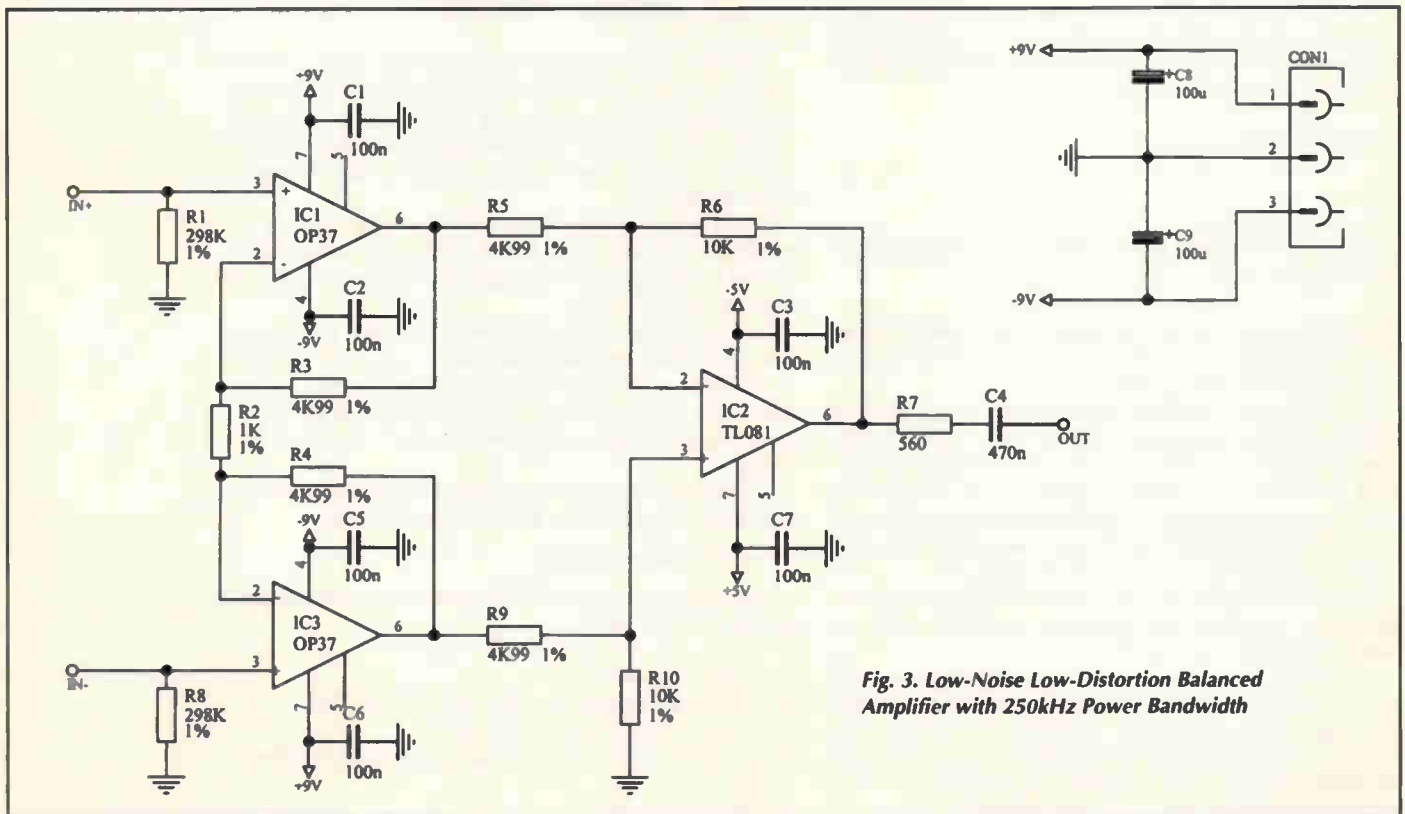 +9V
C1
100n
7
5
IN+
R1
298K
1%
3
+
2
-
IC1
OP37
6
4
-9V
C2
100n
R5
4K99
1%
R6
10K
1%
R3
4K99
1%
R2
1K
1%
R4
4K99
1%
-9V
C5
100n
4
2
-
IC3
OP37
6
IN-
3
+
R8
298K
1%
7
5
C6
100n
+9V
R9
4K99
1%
R10
10K
1%
-5V
C3
100n
4
2
-
IC2
TL081
6
3
+
7
5
C7
100n
+5V
R7
560
C4
470n
OUT
+9V
+C8
100u
+C9
100u
-9V
CON1
1
2
3
Fig. 3. Low-Noise Low-Distortion Balanced
Amplifier with 250kHz Power Bandwidth